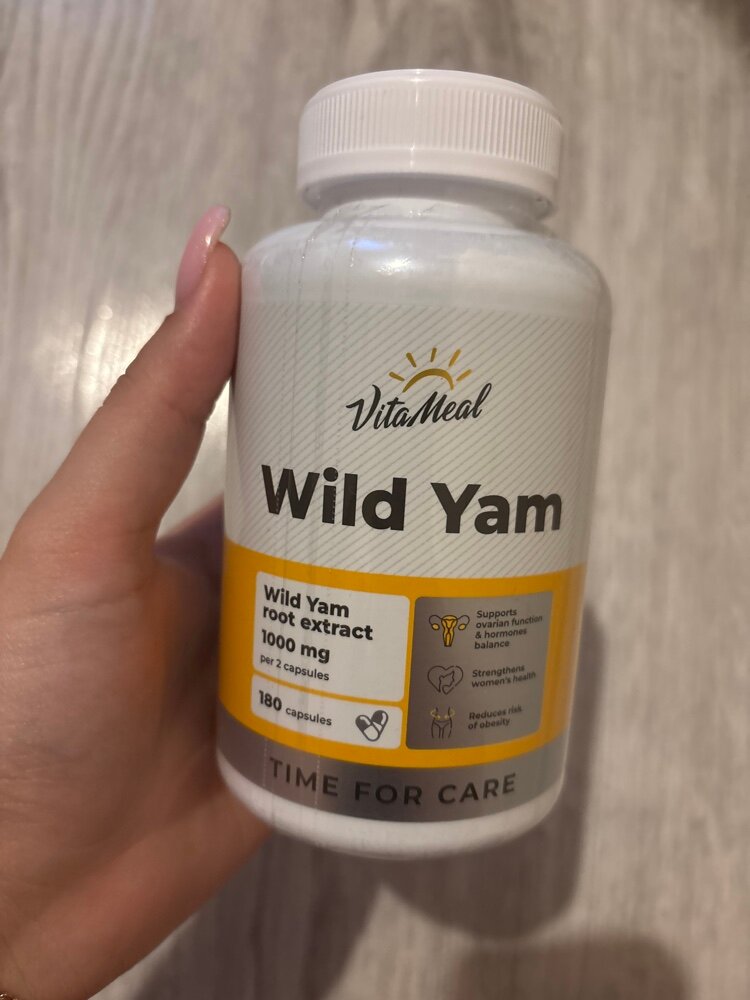 VitaMeal
Wild Yam
Wild Yam
root extract
1000 mg
per 2 capsules
180 capsules
Supports
ovarian function
& hormones
balance
Strengthens
women's health
Reduces risk
of obesity
TIME FOR CARE